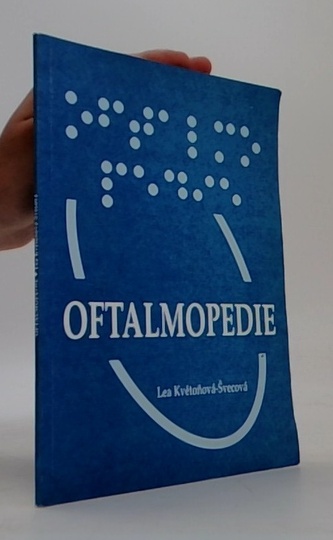 ⠕⠋⠞⠁⠇⠍⠕
⠏⠑⠙⠊⠑
OFTALMOPEDIE
Lea Květoňová-Švecová